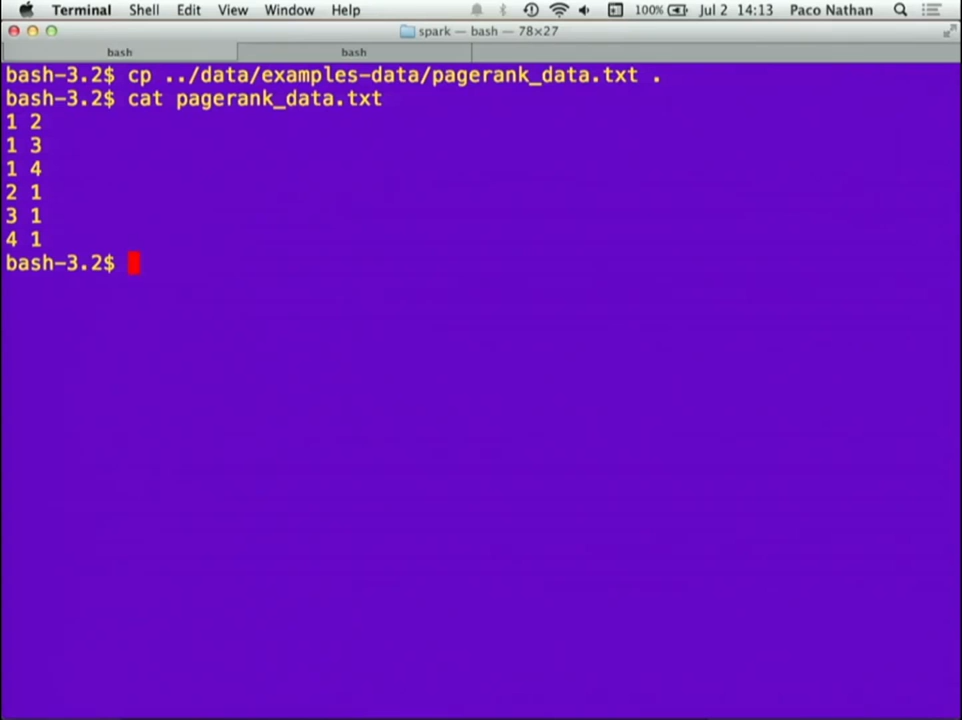 Terminal Shell Edit View Window Help 100% Jul 2 14:13 Paco Nathan
spark — bash — 78×27
bash bash
bash-3.2$ cp ../data/examples-data/pagerank_data.txt .
bash-3.2$ cat pagerank_data.txt
1 2
1 3
1 4
2 1
3 1
4 1
bash-3.2$